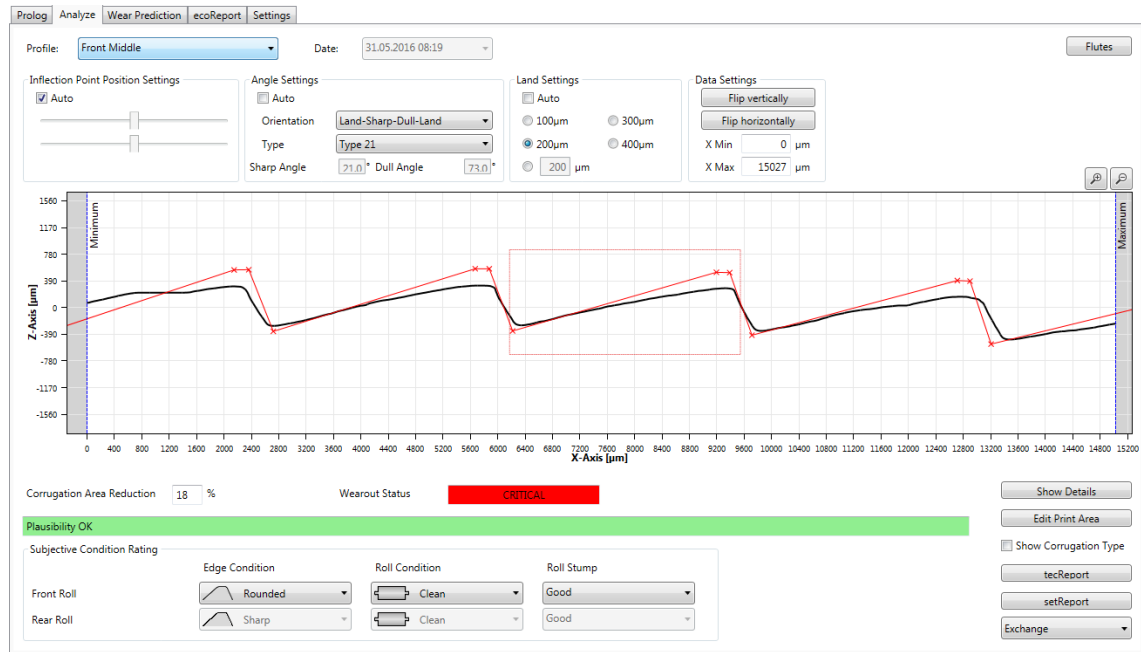 Prolog Analyze Wear Prediction ecoReport Settings
Profile: Front Middle Date: 31.05.2016 08:19 Flutes
Inflection Point Position Settings Angle Settings Land Settings Data Settings
Auto Auto Auto Flip vertically
Orientation Land-Sharp-Dull-Land 100µm 300µm Flip horizontally
Type Type 21 200µm 400µm X Min 0 µm
Sharp Angle 21.0 ° Dull Angle 73.0 ° 200 µm X Max 15027 µm
Minimum
Maximum
Z-Axis [µm]
1560
1170
780
390
0
-390
-780
-1170
-1560
0 400 800 1200 1600 2000 2400 2800 3200 3600 4000 4400 4800 5200 5600 6000 6400 6800 7200 7600 8000 8400 8800 9200 9600 10000 10400 10800 11200 11600 12000 12400 12800 13200 13600 14000 14400 14800 15200
X-Axis [µm]
Corrugation Area Reduction 18 % Wearout Status CRITICAL Show Details
Plausibility OK Edit Print Area
Subjective Condition Rating Show Corrugation Type
Edge Condition Roll Condition Roll Stump tecReport
Front Roll Rounded Clean Good setReport
Rear Roll Sharp Clean Good Exchange